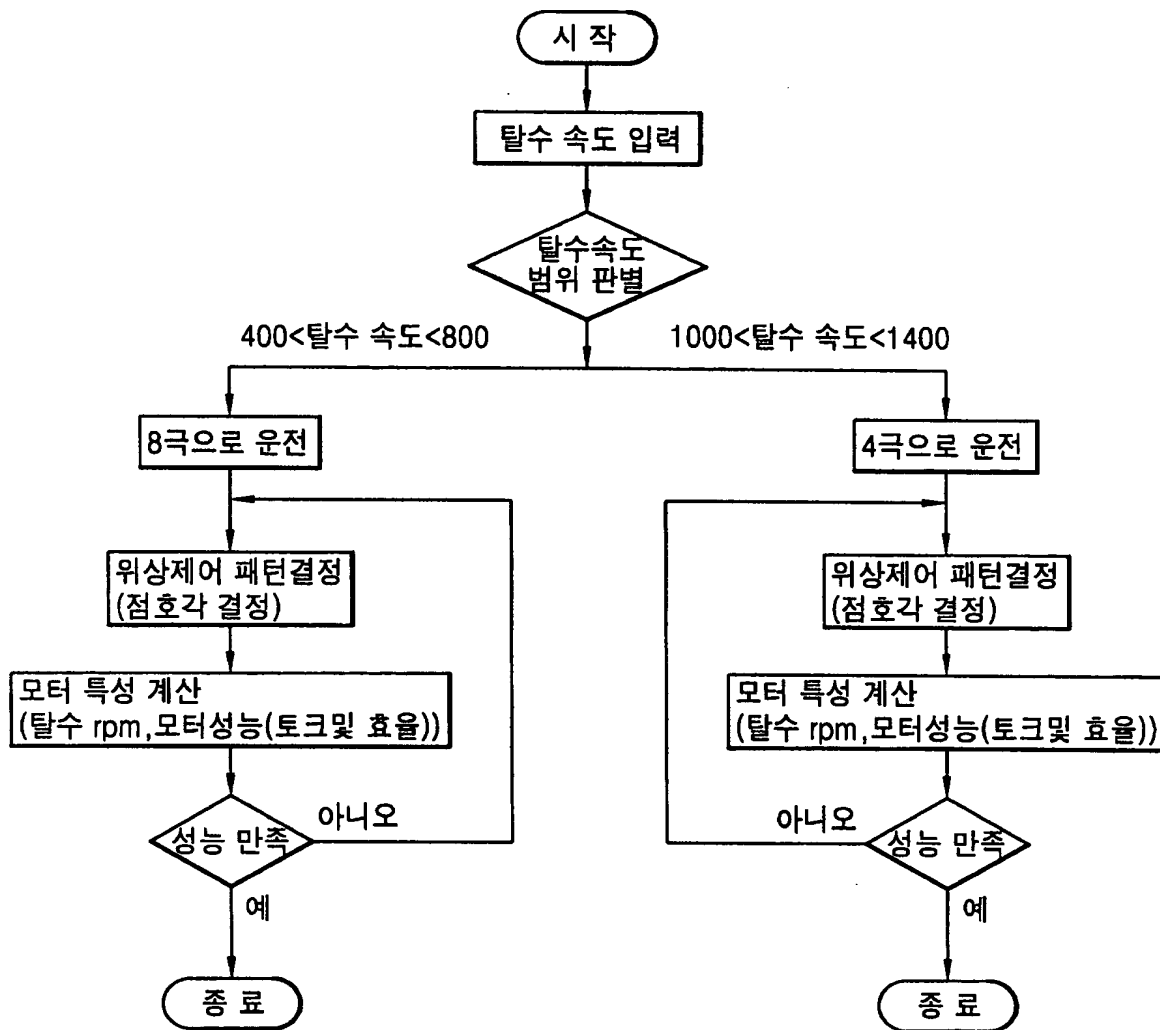 시 작
탈수 속도 입력
탈수속도
범위 판별
400<탈수 속도<800
1000<탈수 속도<1400
8극으로 운전
4극으로 운전
위상제어 패턴결정
(점호각 결정)
위상제어 패턴결정
(점호각 결정)
모터 특성 계산
(탈수 rpm,모터성능(토크및 효율))
모터 특성 계산
(탈수 rpm,모터성능(토크및 효율))
성능 만족
아니오
아니오
성능 만족
예
예
종 료
종 료